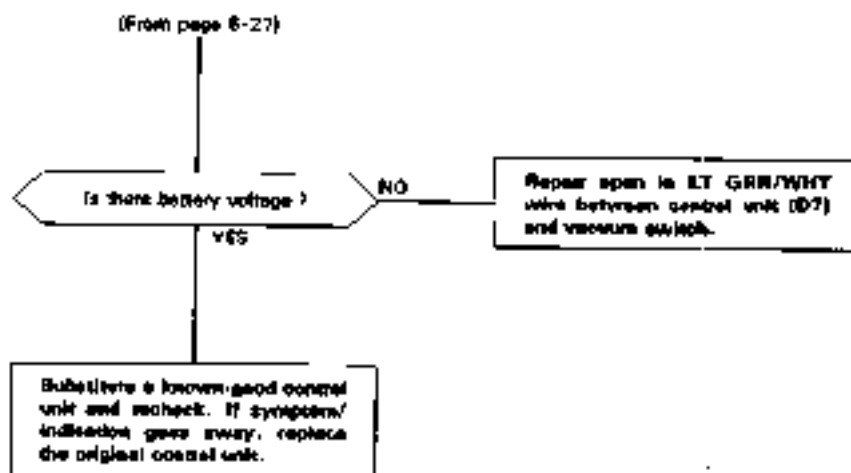 (From page 6-27)
Is there battery voltage?
NO
Repair open in LT GRN/WHT
wire between control unit (D7)
and vacuum switch.
YES
Substitute a known-good control
unit and recheck. If symptom/
indication goes away, replace
the original control unit.